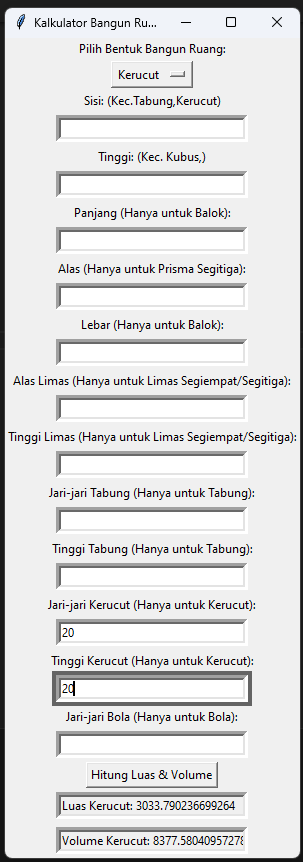 Kalkulator Bangun Ru...
Pilih Bentuk Bangun Ruang:
Kerucut
Sisi: (Kec.Tabung,Kerucut)
Tinggi: (Kec. Kubus,)
Panjang (Hanya untuk Balok):
Alas (Hanya untuk Prisma Segitiga):
Lebar (Hanya untuk Balok):
Alas Limas (Hanya untuk Limas Segiempat/Segitiga):
Tinggi Limas (Hanya untuk Limas Segiempat/Segitiga):
Jari-jari Tabung (Hanya untuk Tabung):
Tinggi Tabung (Hanya untuk Tabung):
Jari-jari Kerucut (Hanya untuk Kerucut):
20
Tinggi Kerucut (Hanya untuk Kerucut):
20
Jari-jari Bola (Hanya untuk Bola):
Hitung Luas & Volume
Luas Kerucut: 3033.790236699264
Volume Kerucut: 8377.58040957278